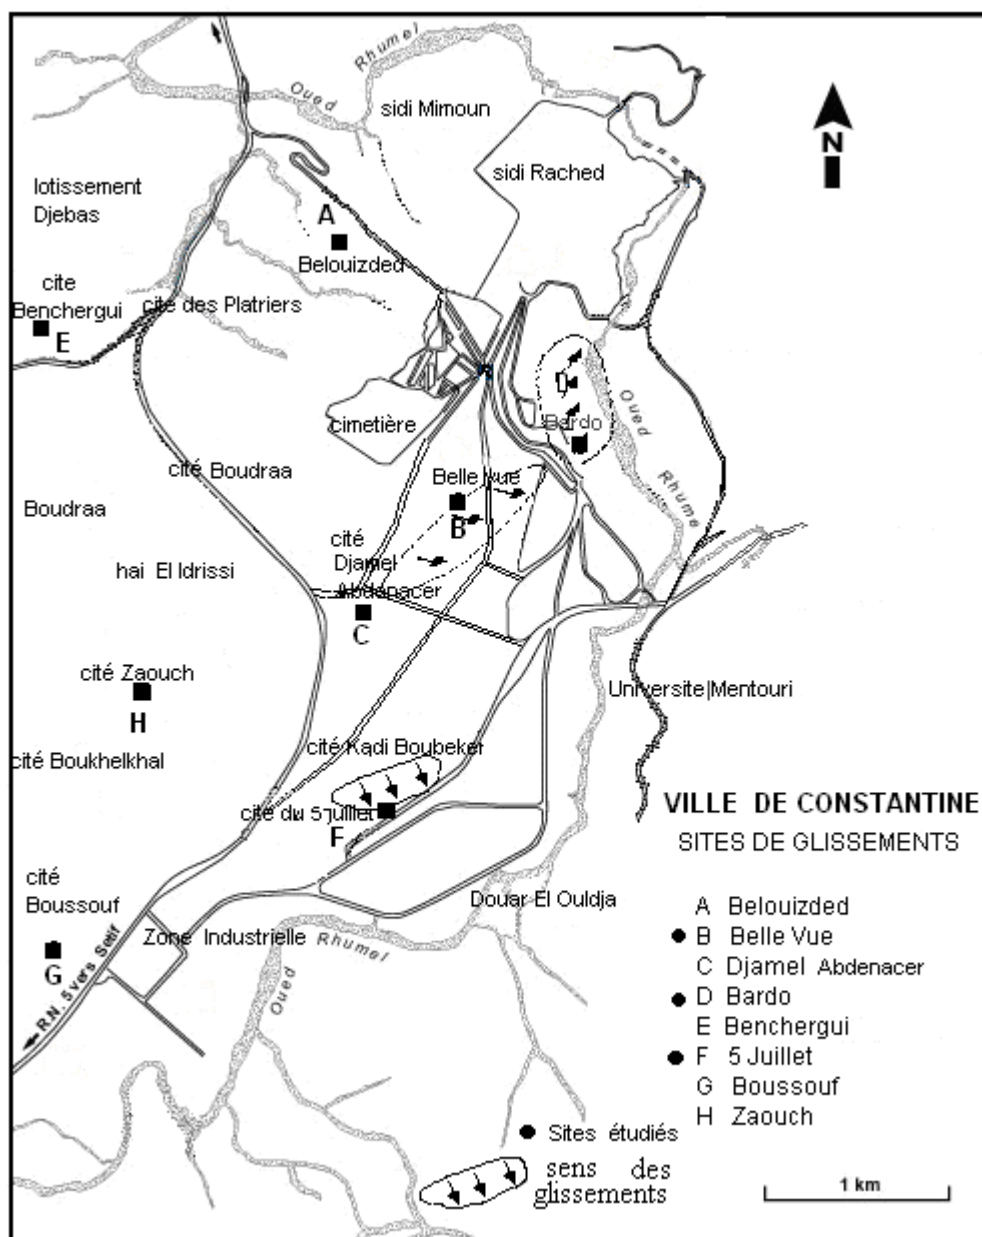 Oued Rhumel
sidi Mimoun
N
sidi Rached
lotissement
Djebas
A
Belouizded
cite
Benchergui
E
cité des Platriers
cimetière
Bardo
Oued Rhumel
cité Boudraa
Belle vue
B
Boudraa
cité
Djamel
Abdenacer
C
hai El Idrissi
cité Zaouch
H
Universite Mentouri
cité Kadi Boubeker
cité Boukhelkhal
cité du 5 juillet
F
VILLE DE CONSTANTINE
SITES DE GLISSEMENTS
cité
Boussouf
G
Douar El Ouldja
Zone Industrielle
Oued Rhumel
R.N. 5 vers Setif
A Belouizded
B Belle Vue
C Djamel Abdenacer
D Bardo
E Benchergui
F 5 Juillet
G Boussouf
H Zaouch
Sites étudiés
sens des
glissements
1 km